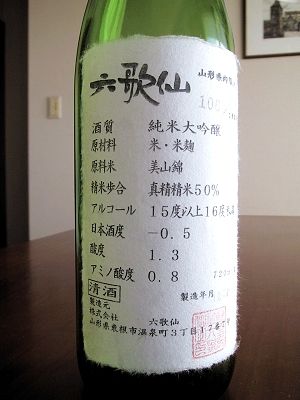 六歌仙
山形県
酒質 純米大吟醸
原材料 米・米麹
原料米 美山錦
精米歩合 真精精米50%
アルコール 15度以上16度未満
日本酒度 -0.5
酸度 1.3
アミノ酸度 0.8
720
製造年月
清酒
製造元
株式会社 六歌仙
山形県東根市温泉町3丁目17番7号